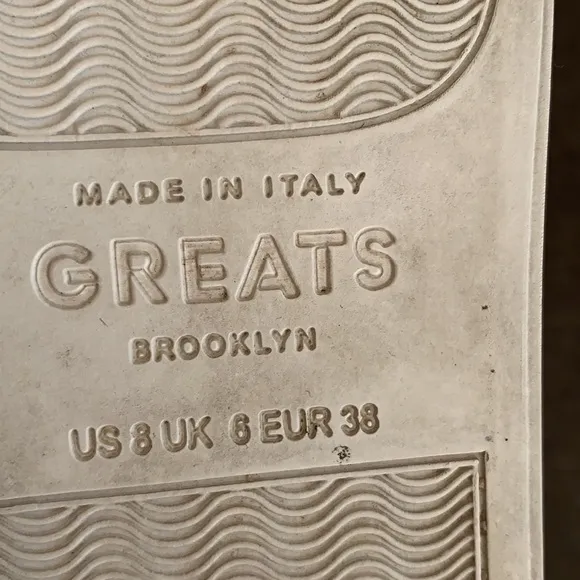 MADE IN ITALY
GREATS
BROOKLYN
US 8 UK 6 EUR 38